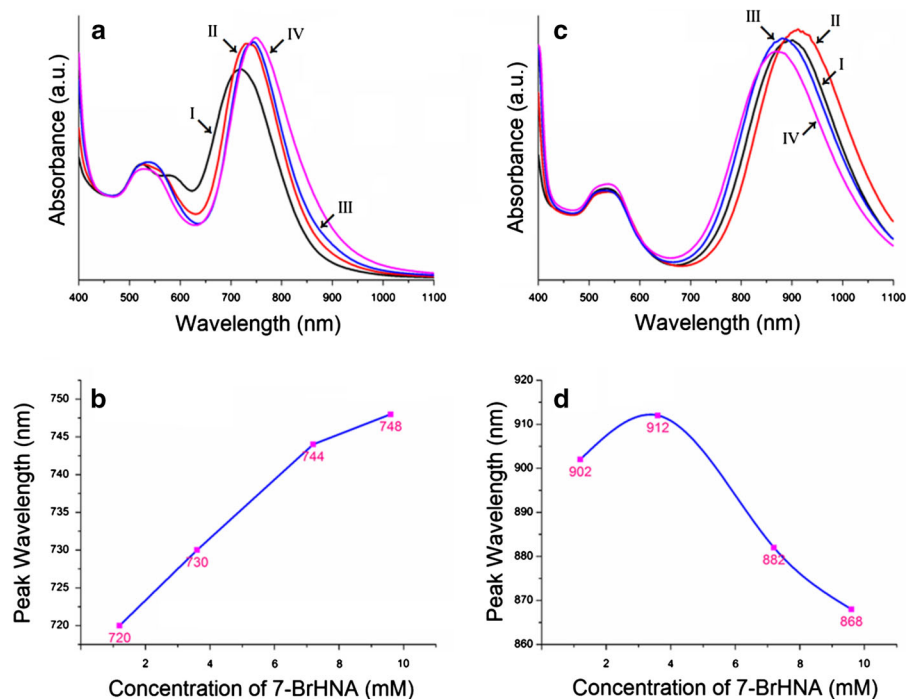 a
II
IV
I
III
Absorbance (a.u.)
400 500 600 700 800 900 1000 1100
Wavelength (nm)
c
III
II
I
IV
Absorbance (a.u.)
400 500 600 700 800 900 1000 1100
Wavelength (nm)
b
750
745
740
735
730
725
720
748
744
730
720
Peak Wavelength (nm)
2 4 6 8 10
Concentration of 7-BrHNA (mM)
d
920
910
900
890
880
870
860
912
902
882
868
Peak Wavelength (nm)
2 4 6 8 10
Concentration of 7-BrHNA (mM)